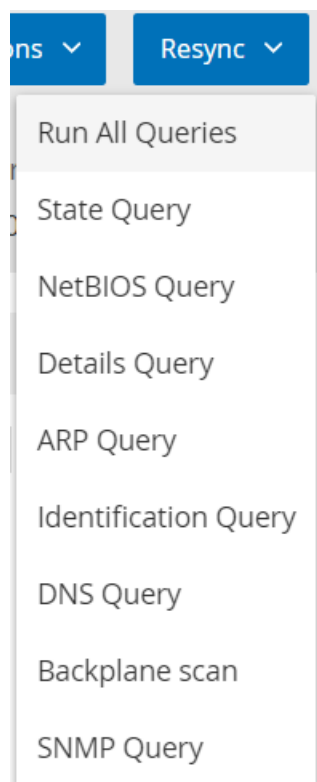 ons
Resync
Run All Queries
State Query
NetBIOS Query
Details Query
ARP Query
Identification Query
DNS Query
Backplane scan
SNMP Query